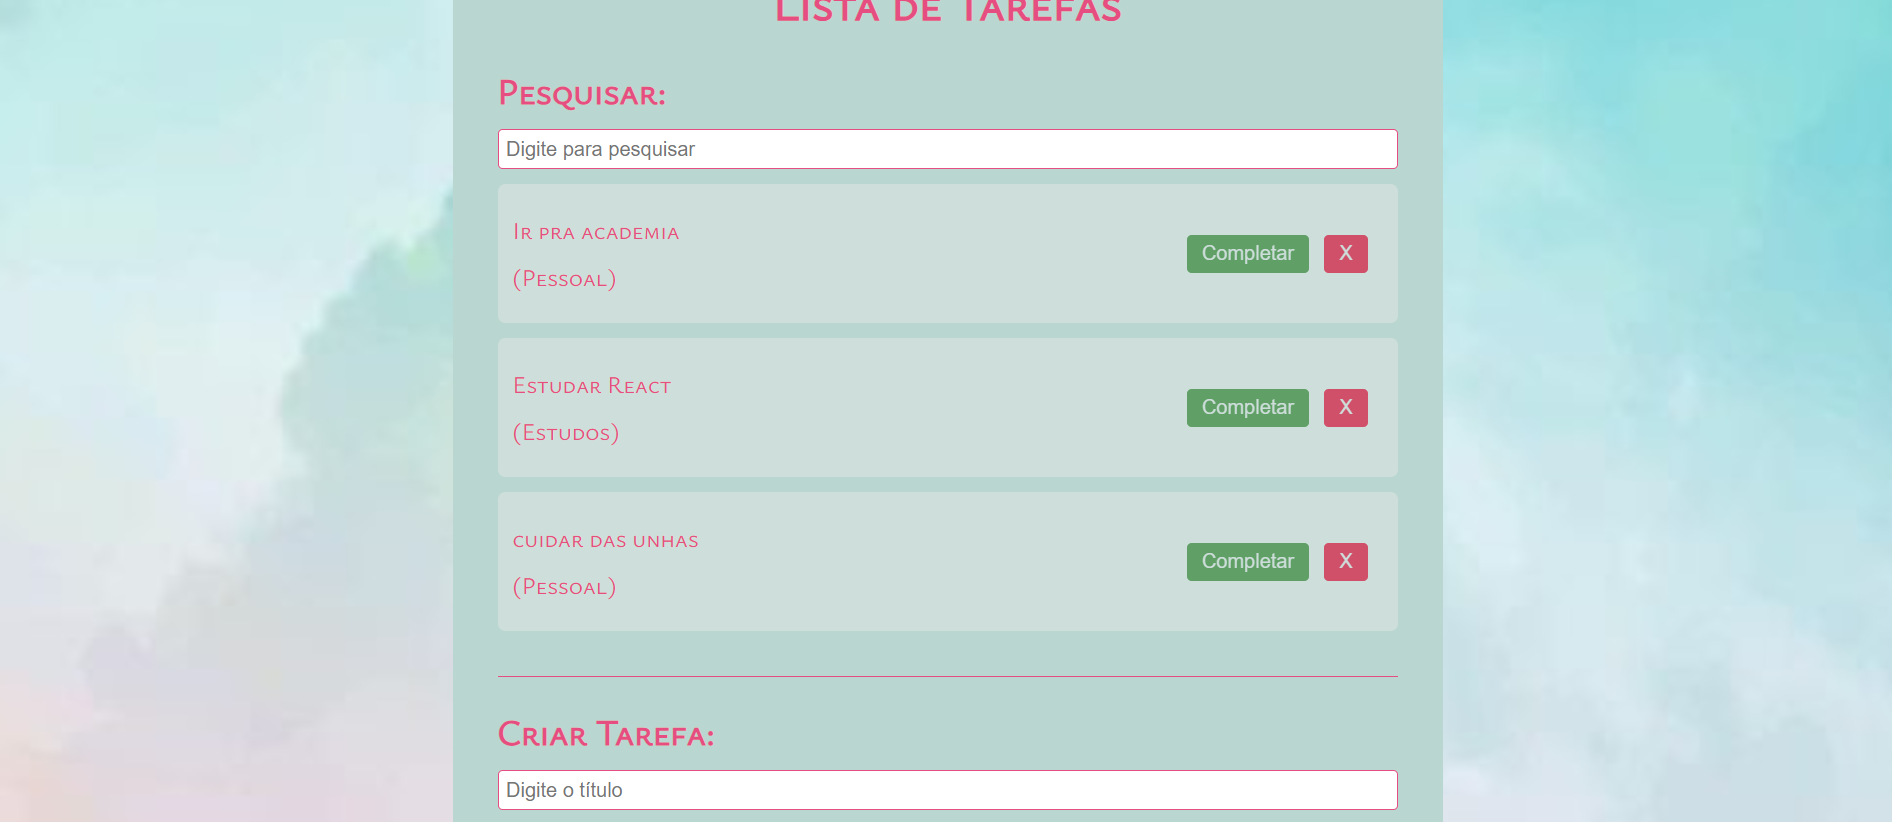 Lista de Tarefas
Pesquisar:
Digite para pesquisar
Ir pra academia
(Pessoal)
Completar X
Estudar React
(Estudos)
Completar X
cuidar das unhas
(Pessoal)
Completar X
Criar Tarefa:
Digite o título